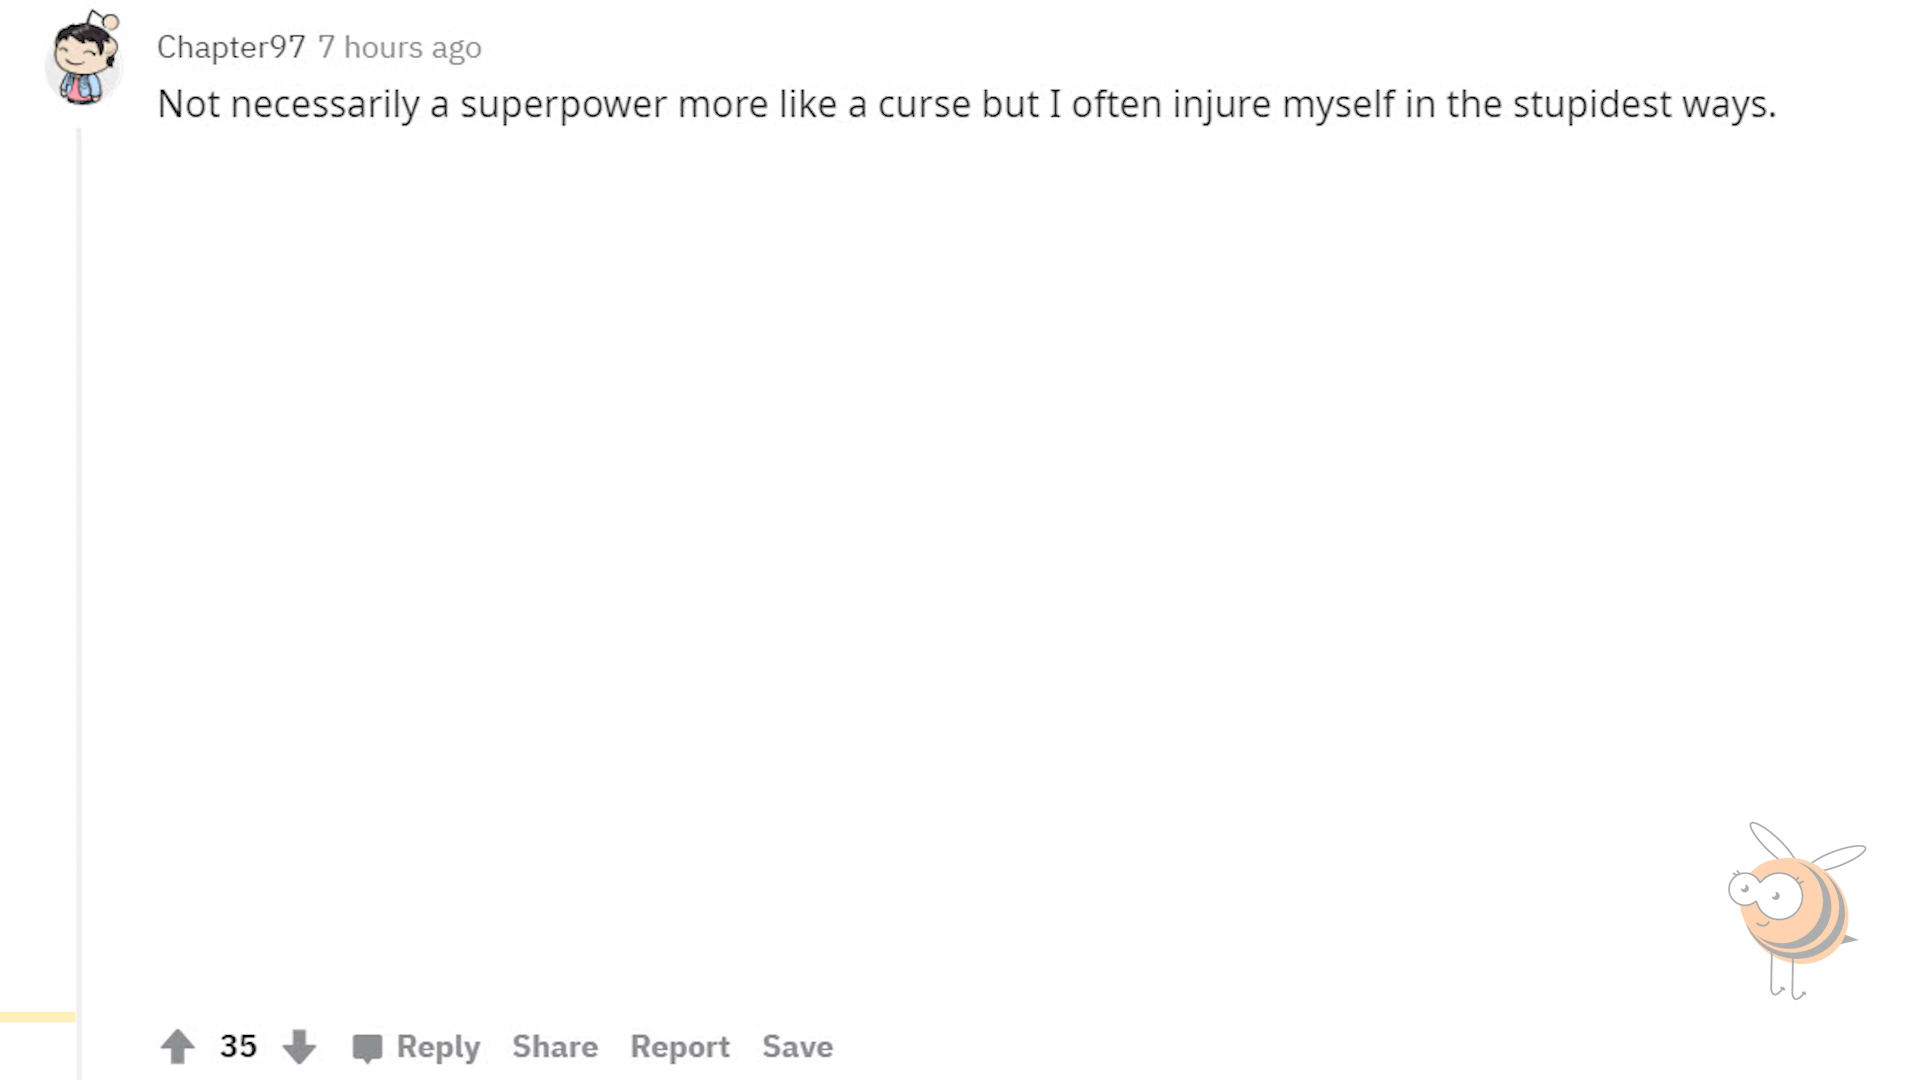 Chapter97 7 hours ago
Not necessarily a superpower more like a curse but I often injure myself in the stupidest ways.
35 Reply Share Report Save